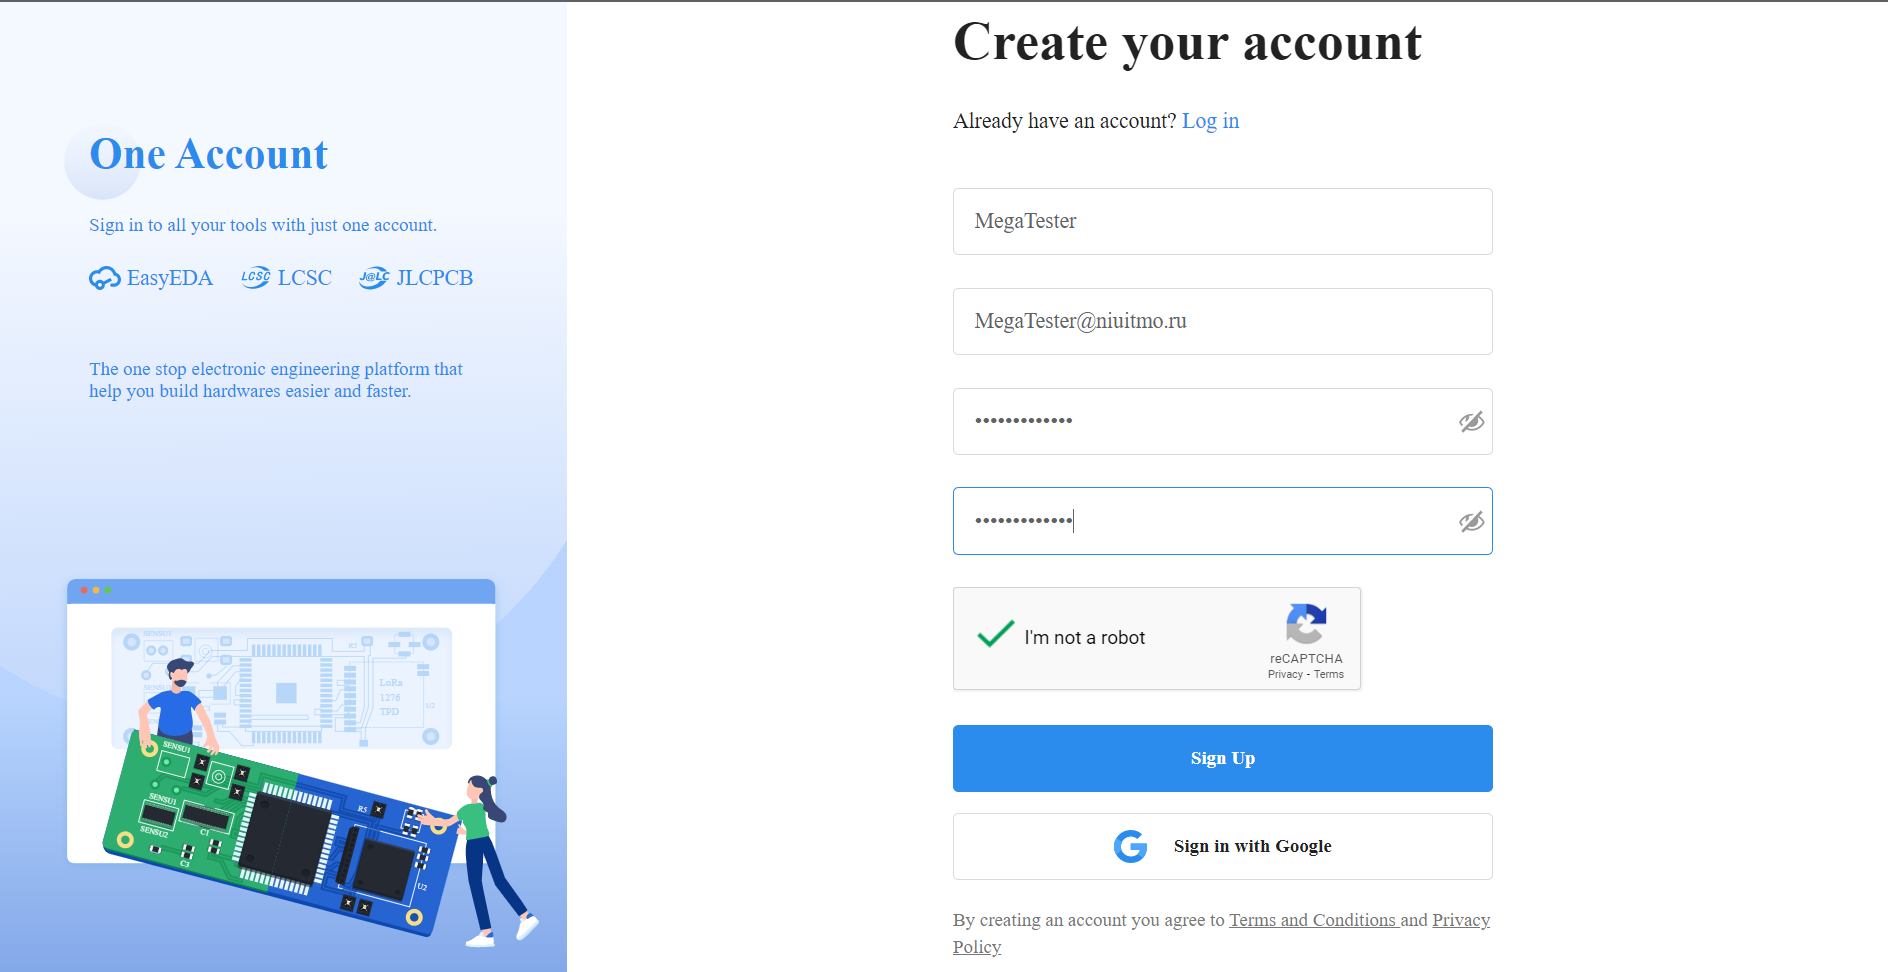 One Account
Sign in to all your tools with just one account.
EasyEDA LCSC LCSC J@LC JLCPCB
The one stop electronic engineering platform that
help you build hardwares easier and faster.
SENSU1
R5
SENSU1
LoRa
1276
TPD
U2
SENSU1
SENSU1
SENSU2
C1
C3
R5
U2
Create your account
Already have an account? Log in
MegaTester
MegaTester@niuitmo.ru
•••••••••••••
•••••••••••••
I'm not a robot
reCAPTCHA
Privacy - Terms
Sign Up
G Sign in with Google
By creating an account you agree to Terms and Conditions and Privacy
Policy